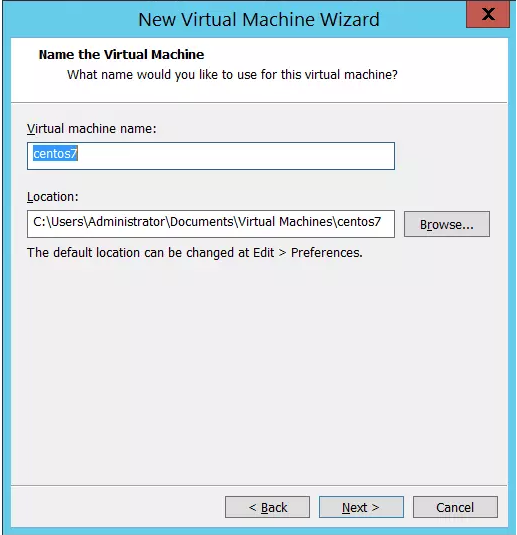 New Virtual Machine Wizard
X
Name the Virtual Machine
What name would you like to use for this virtual machine?
Virtual machine name:
centos7
Location:
C:\Users\Administrator\Documents\Virtual Machines\centos7
Browse...
The default location can be changed at Edit > Preferences.
< Back
Next >
Cancel